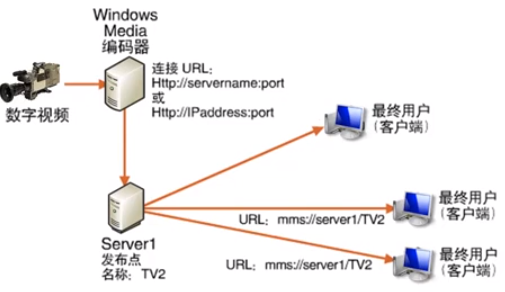 Windows
Media
编码器
连接 URL:
Http://servername:port
或
Http://IPaddress:port
数字视频
最终用户
(客户端)
最终用户
(客户端)
URL: mms://server1/TV2
Server1
发布点
名称: TV2
URL: mms://server1/TV2
最终用户
(客户端)